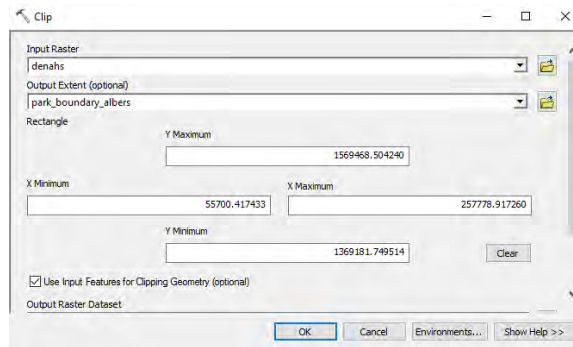 Clip
Input Raster
denahs
Output Extent (optional)
park_boundary_albers
Rectangle
Y Maximum
1569468.504240
X Minimum
X Maximum
55700.417433
257778.917260
Y Minimum
1369181.749514
Clear
Use Input Features for Clipping Geometry (optional)
Output Raster Dataset
OK
Cancel
Environments...
Show Help >>